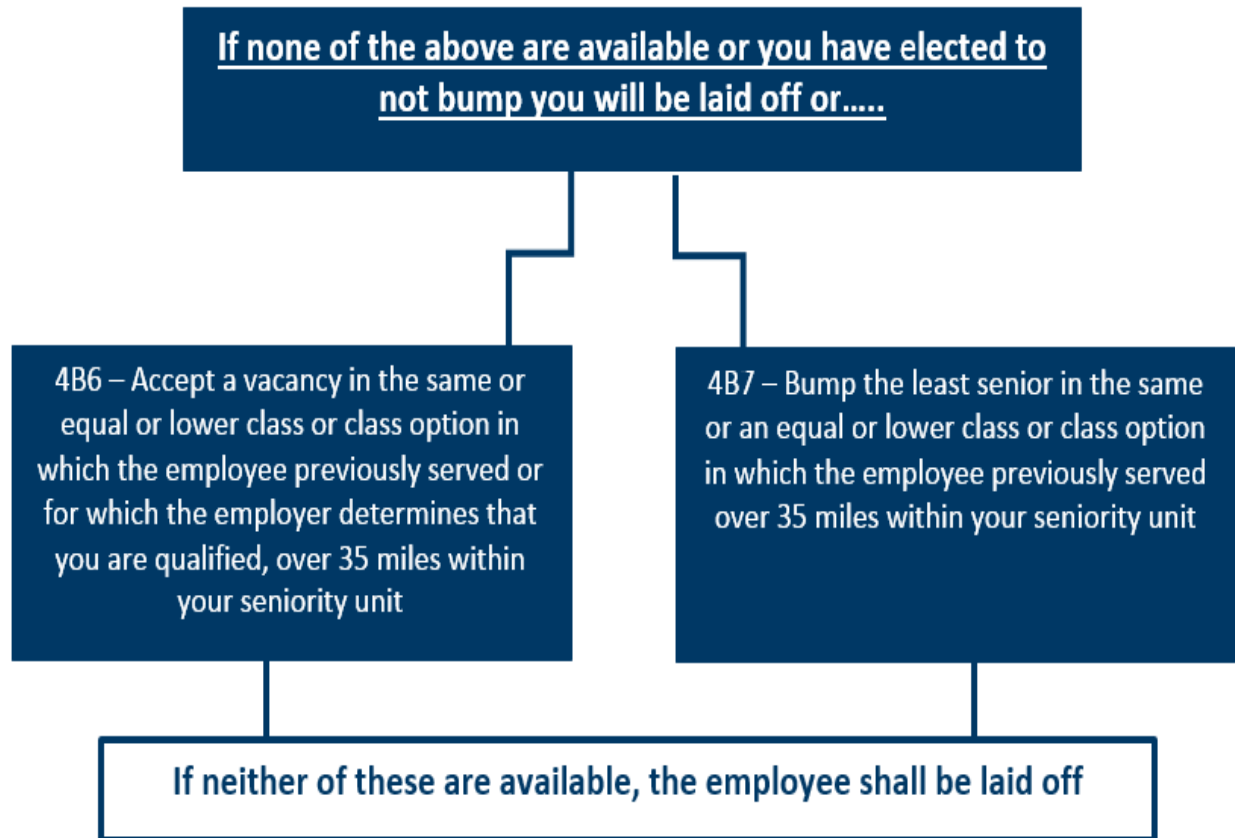 If none of the above are available or you have elected to
not bump you will be laid off or…..
4B6 – Accept a vacancy in the same or
equal or lower class or class option in
which the employee previously served or
for which the employer determines that
you are qualified, over 35 miles within
your seniority unit
4B7 – Bump the least senior in the same
or an equal or lower class or class option
in which the employee previously served
over 35 miles within your seniority unit
If neither of these are available, the employee shall be laid off